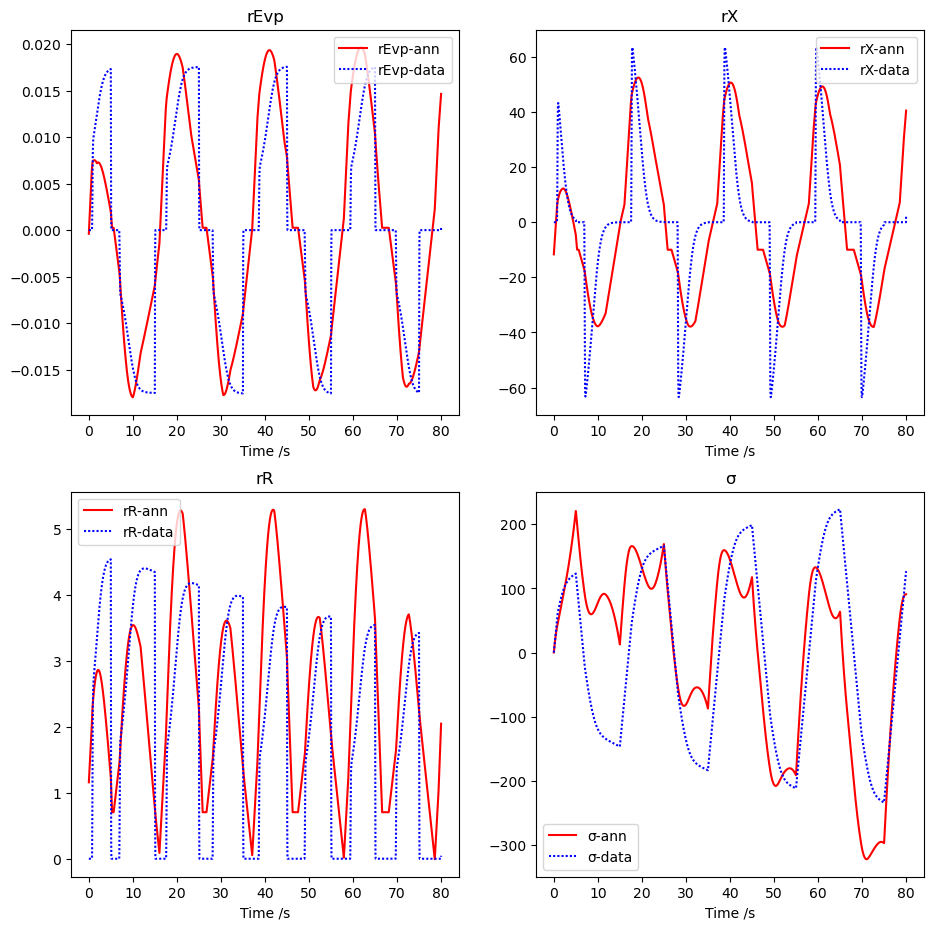 rEvp
rEvp-ann
rEvp-data
0.020
0.015
0.010
0.005
0.000
−0.005
−0.010
−0.015
0 10 20 30 40 50 60 70 80
Time /s
rX
rX-ann
rX-data
60
40
20
0
−20
−40
−60
0 10 20 30 40 50 60 70 80
Time /s
rR
rR-ann
rR-data
5
4
3
2
1
0
0 10 20 30 40 50 60 70 80
Time /s
σ
200
100
0
−100
−200
−300
σ-ann
σ-data
0 10 20 30 40 50 60 70 80
Time /s